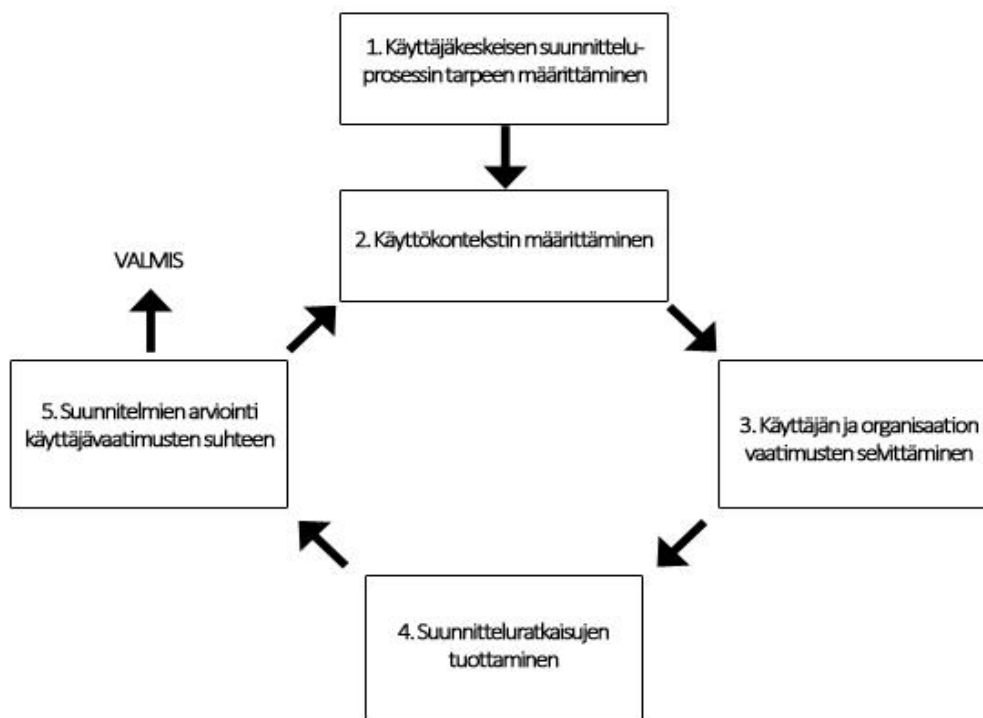 1. Käyttäjäkeskeisen suunnittelu-
prosessin tarpeen määrittäminen
2. Käyttökontekstin määrittäminen
VALMIS
5. Suunnitelmien arviointi
käyttäjävaatimusten suhteen
3. Käyttäjän ja organisaation
vaatimusten selvittäminen
4. Suunnitteluratkaisujen
tuottaminen